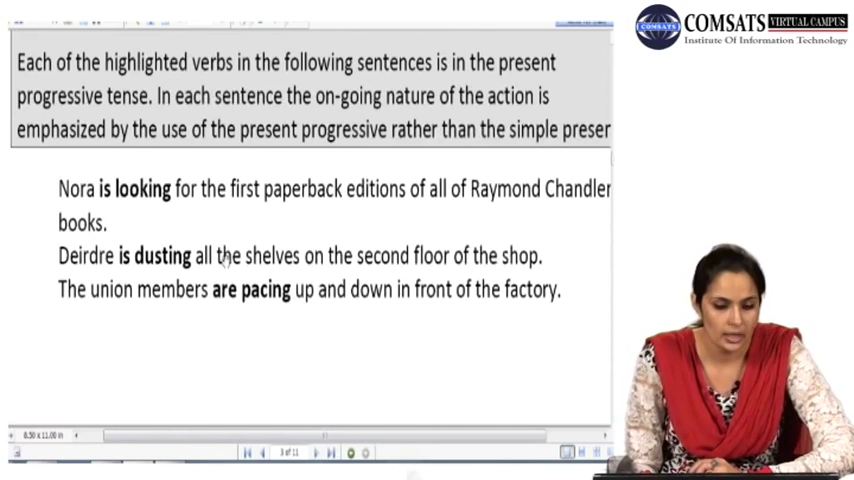 COMSATS VIRTUAL CAMPUS
Institute Of Information Technology
Each of the highlighted verbs in the following sentences is in the present
progressive tense. In each sentence the on-going nature of the action is
emphasized by the use of the present progressive rather than the simple presen
Nora is looking for the first paperback editions of all of Raymond Chandler
books.
Deirdre is dusting all the shelves on the second floor of the shop.
The union members are pacing up and down in front of the factory.
8.50 x 11.00 in
3 of 11